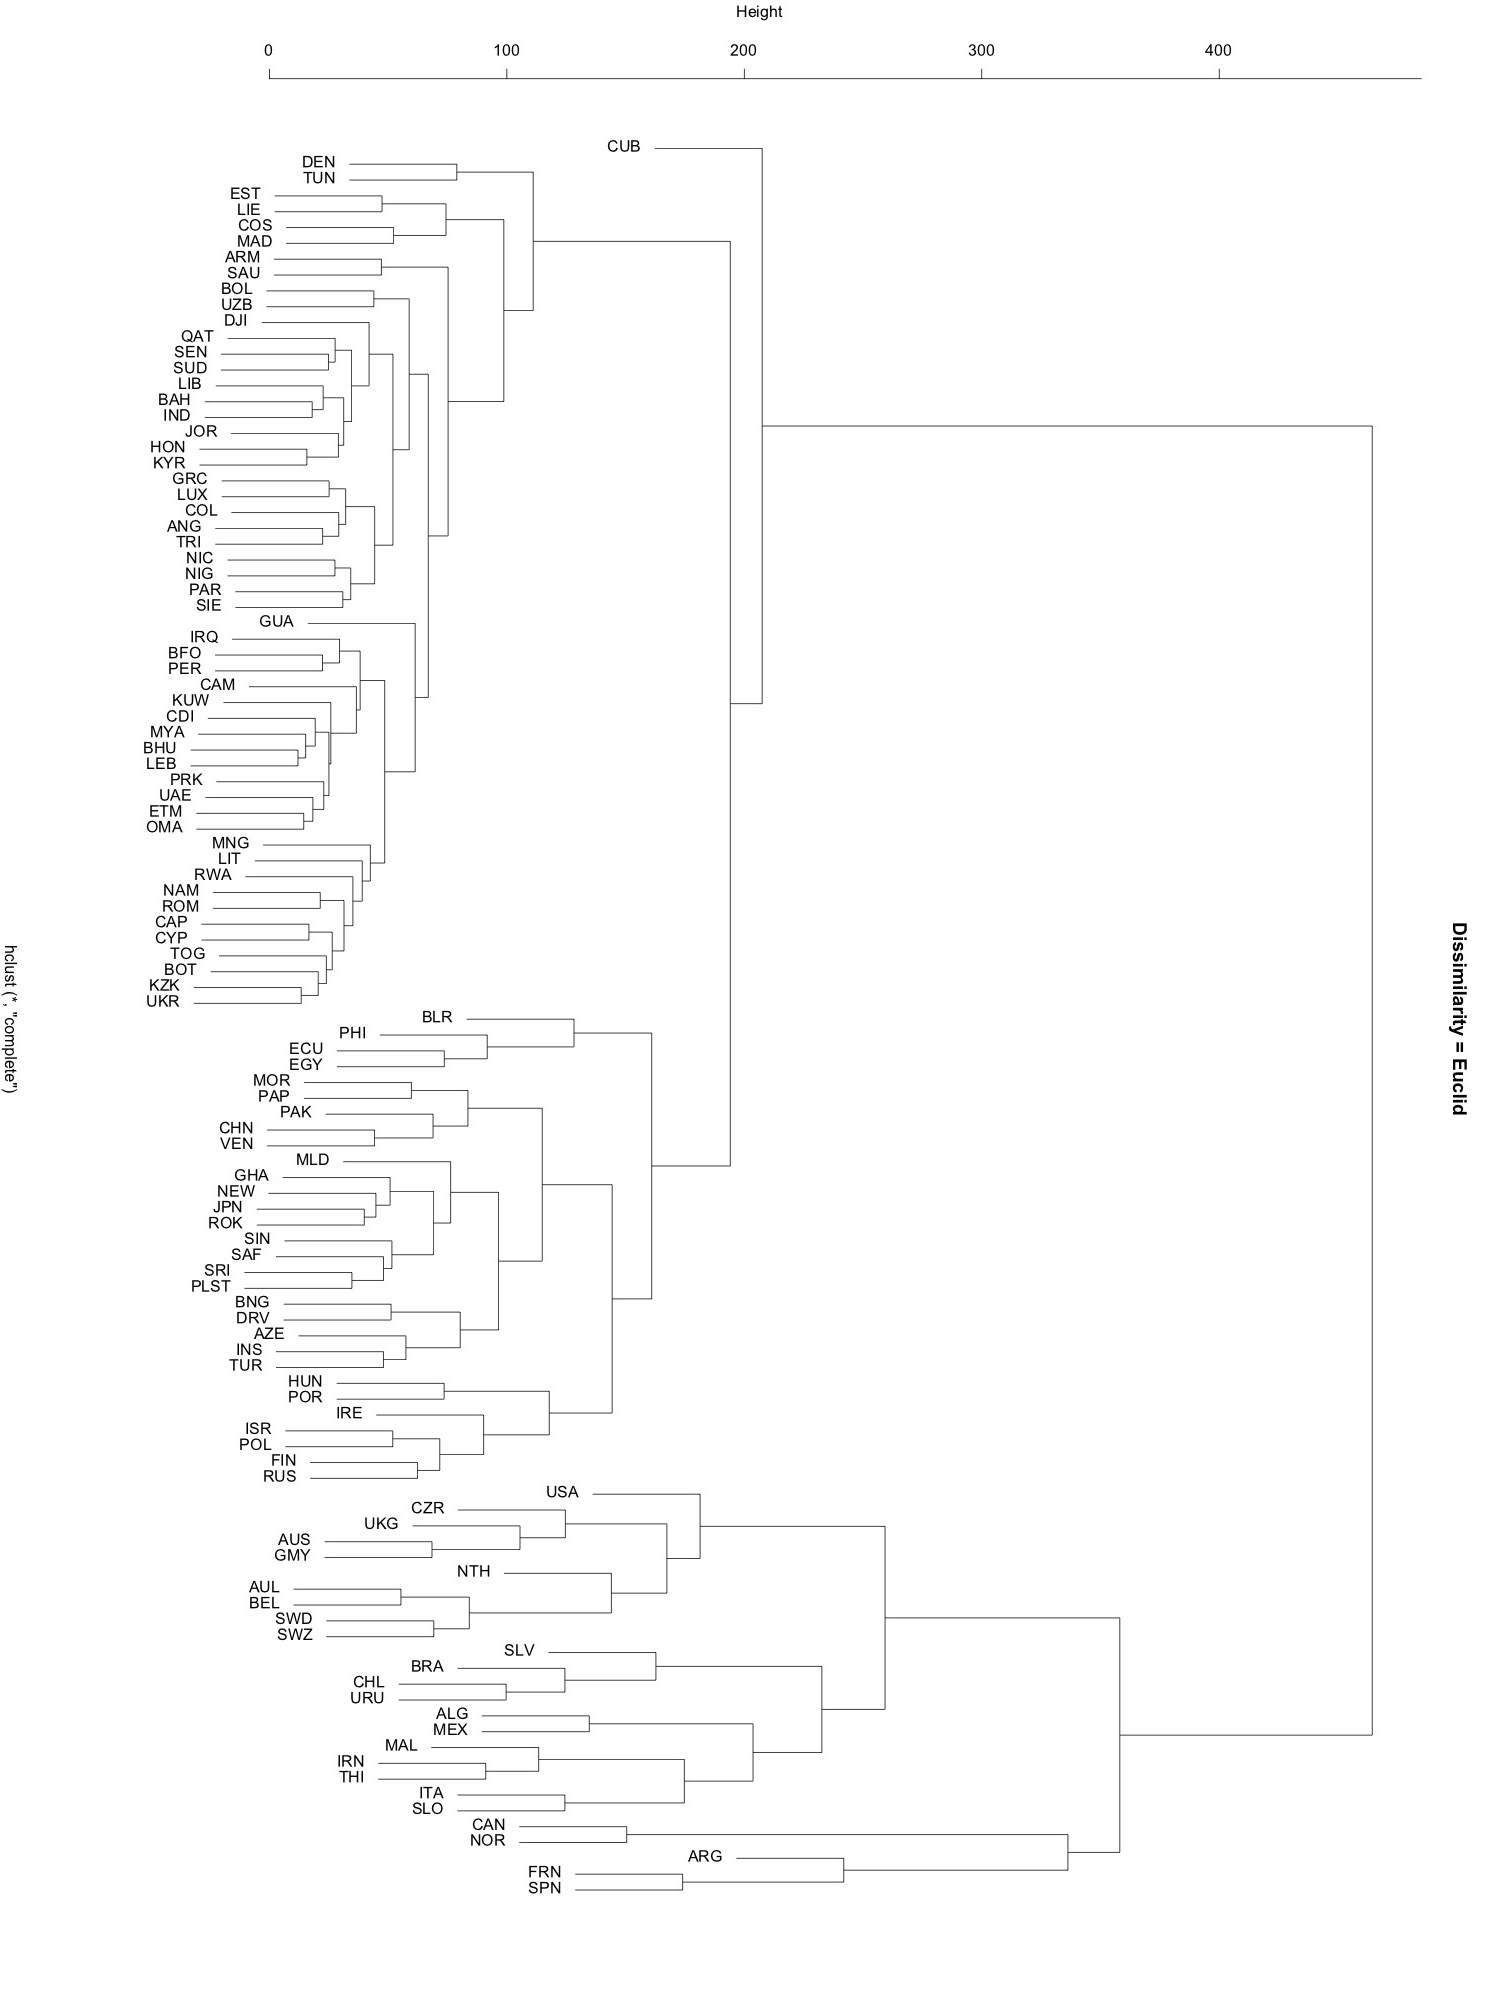 Height
0 100 200 300 400
CUB
DEN
TUN
EST
LIE
COS
MAD
ARM
SAU
BOL
UZB
DJI
QAT
SEN
SUD
LIB
BAH
IND
JOR
HON
KYR
GRC
LUX
COL
ANG
TRI
NIC
NIG
PAR
SIE
GUA
IRQ
BFO
PER
CAM
KUW
CDI
MYA
BHU
LEB
PRK
UAE
ETM
OMA
MNG
LIT
RWA
NAM
ROM
CAP
CYP
TOG
BOT
KZK
UKR
BLR
PHI
ECU
EGY
MOR
PAP
PAK
CHN
VEN
MLD
GHA
NEW
JPN
ROK
SIN
SAF
SRI
PLST
BNG
DRV
AZE
INS
TUR
HUN
POR
IRE
ISR
POL
FIN
RUS
USA
CZR
UKG
AUS
GMY
NTH
AUL
BEL
SWD
SWZ
SLV
BRA
CHL
URU
ALG
MEX
MAL
IRN
THI
ITA
SLO
CAN
NOR
ARG
FRN
SPN
Dissimilarity = Euclid
hclust (*, "complete")